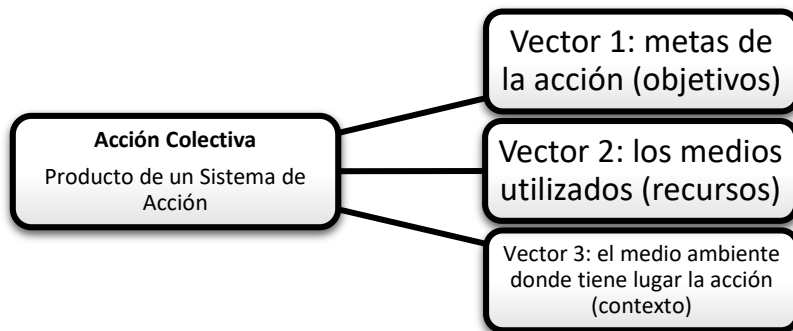 Vector 1: metas de
la acción (objetivos)
Acción Colectiva
Producto de un Sistema de
Acción
Vector 2: los medios
utilizados (recursos)
Vector 3: el medio ambiente
donde tiene lugar la acción
(contexto)